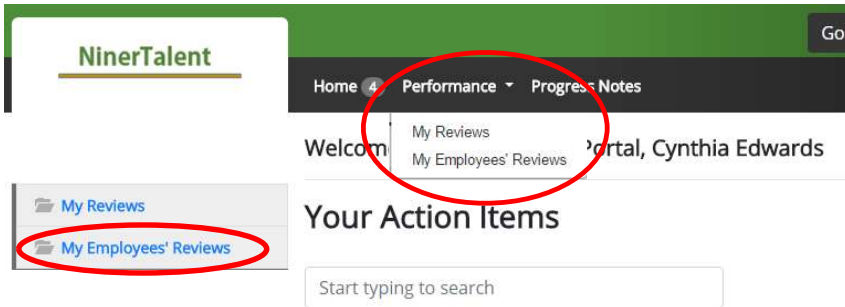 NinerTalent
Go
Home 4 Performance Progress Notes
My Reviews
My Employees' Reviews
Welcom Portal, Cynthia Edwards
My Reviews
My Employees' Reviews
Your Action Items
Start typing to search